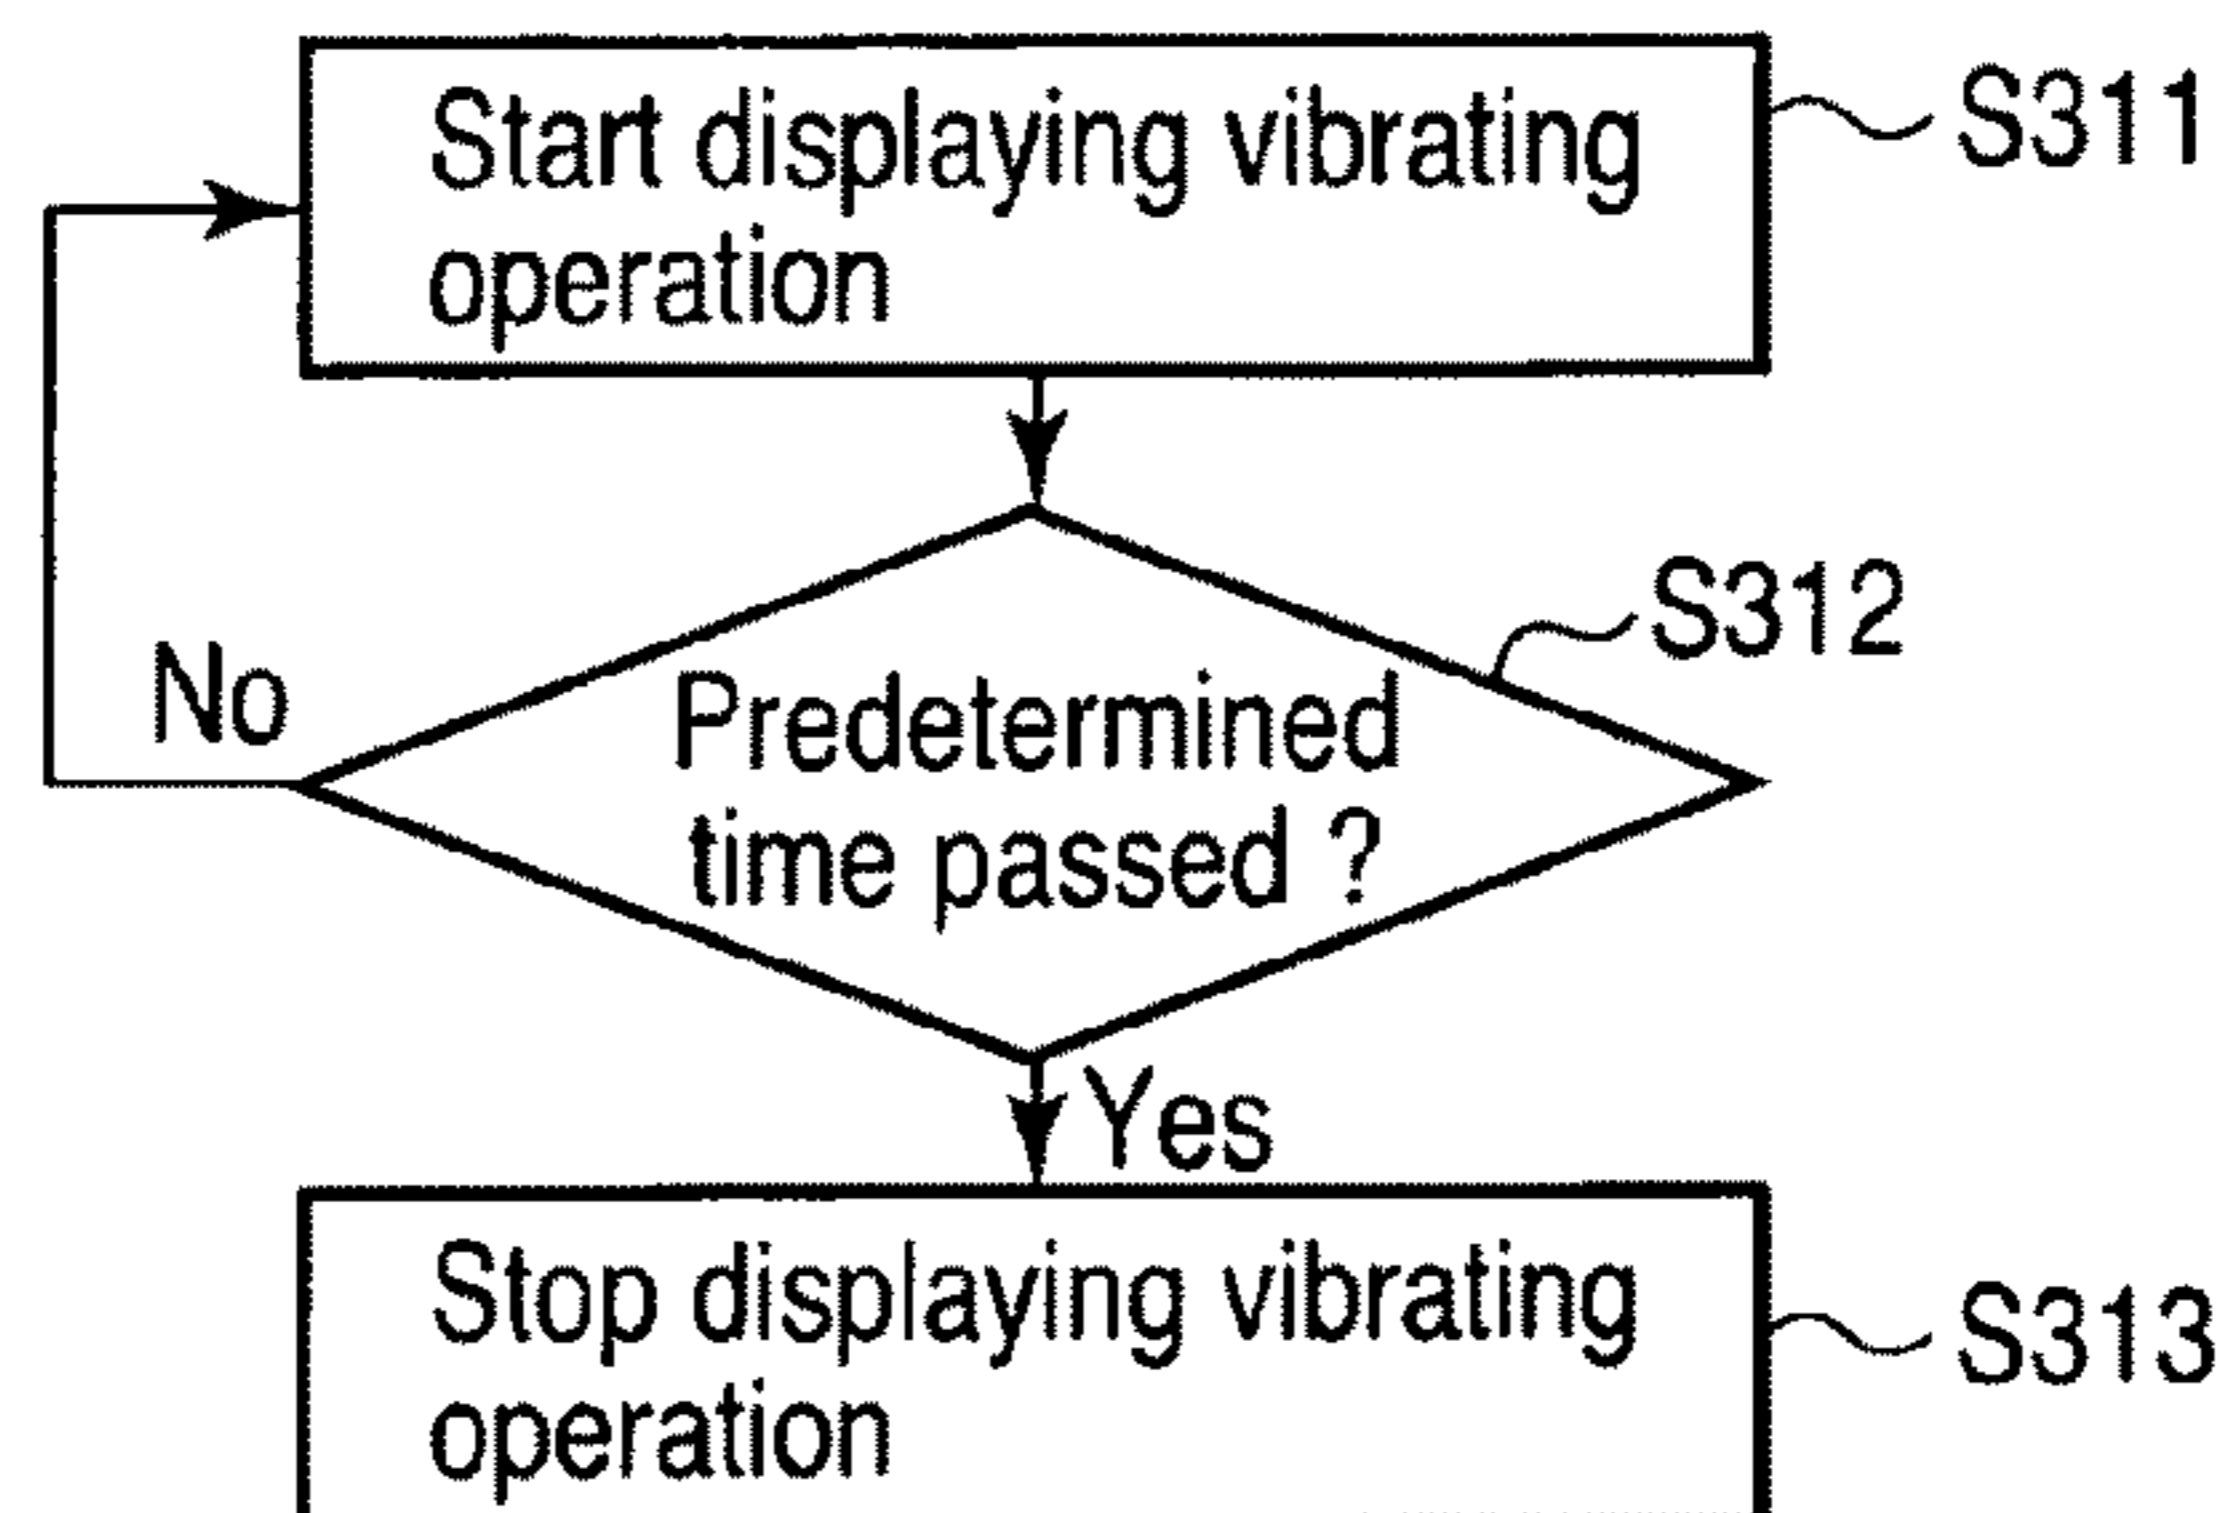 Start displaying vibrating
operation
S311
S312
No
Predetermined
time passed ?
Yes
Stop displaying vibrating
operation
S313